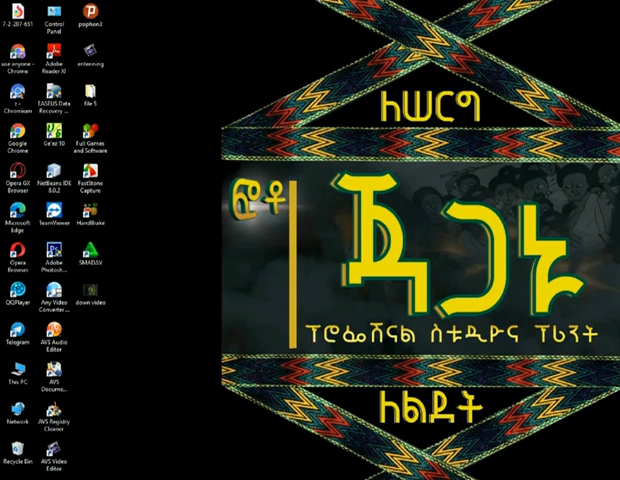 7-2-207-651
Control Panel
psiphon3
use anyone - Chrome
Adobe Reader XI
enterining
z - Chromium
EASEUS Data Recovery ...
file 5
Google Chrome
Ge'ez 10
Full Games and Software
Opera GX Browser
NetBeans IDE 8.0.2
FastStone Capture
Microsoft Edge
TeamViewer
HandBrake
Opera Browser
Adobe Photosh...
SMADAV
QQPlayer
Any Video Converter ...
down video
Telegram
AVS Audio Editor
This PC
AVS Docume...
Network
AVS Registry Cleaner
Recycle Bin
AVS Video Editor
ለሠርግ
ፎቶ
ጃጋኑ
ፕሮፌሽናል ስቱዲዮና ፕሪንት
ለልደት